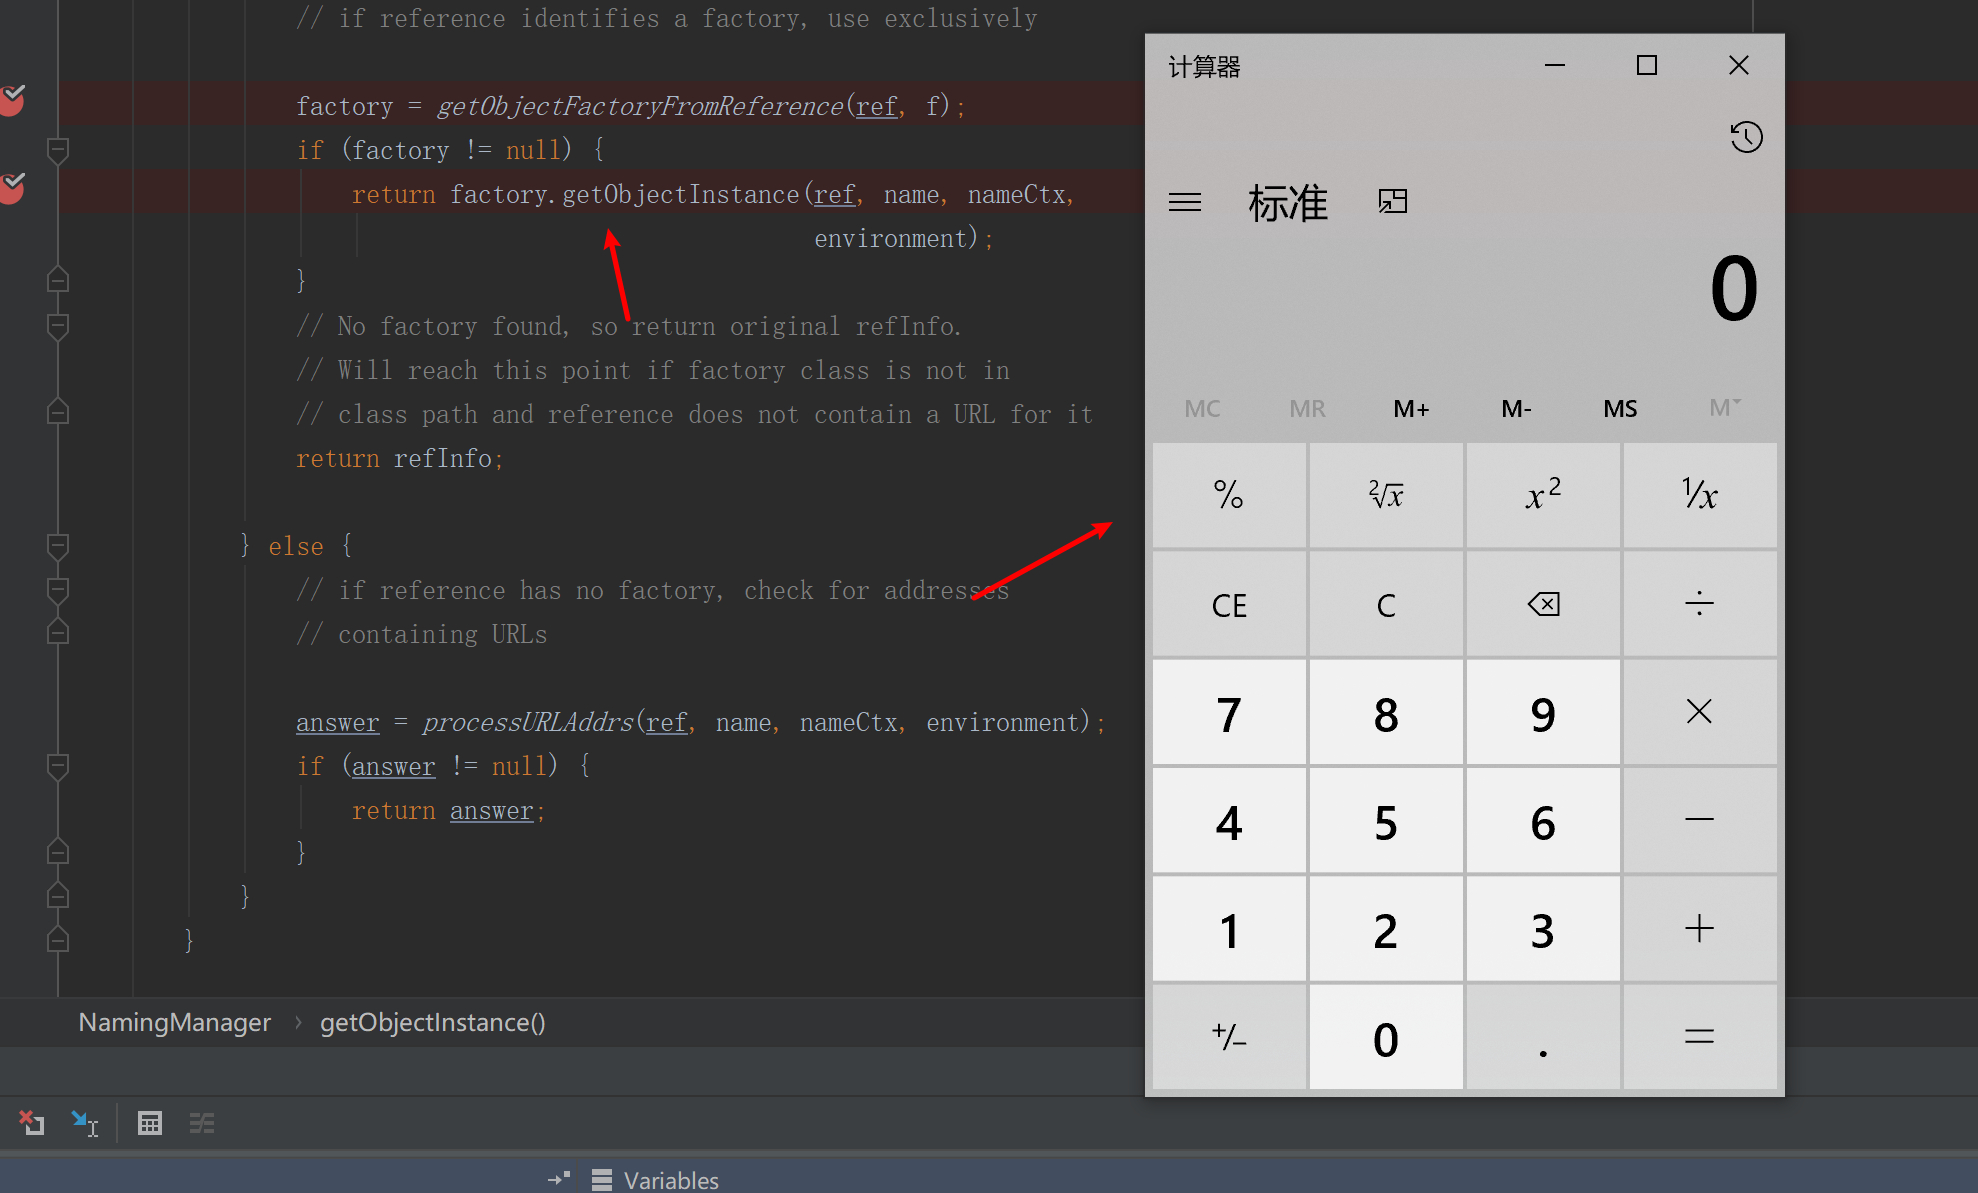 // if reference identifies a factory, use exclusively
factory = getObjectFactoryFromReference(ref, f);
if (factory != null) {
return factory.getObjectInstance(ref, name, nameCtx,
environment);
}
// No factory found, so return original refInfo.
// Will reach this point if factory class is not in
// class path and reference does not contain a URL for it
return refInfo;
} else {
// if reference has no factory, check for addresses
// containing URLs
answer = processURLAddrs(ref, name, nameCtx, environment);
if (answer != null) {
return answer;
}
}
}
NamingManager › getObjectInstance()
Variables
计算器
标准
0
MC MR M+ M- MS M˅
% ²√x x² ¹/x
CE C ÷
7 8 9 ×
4 5 6 −
1 2 3 +
+/− 0 . =